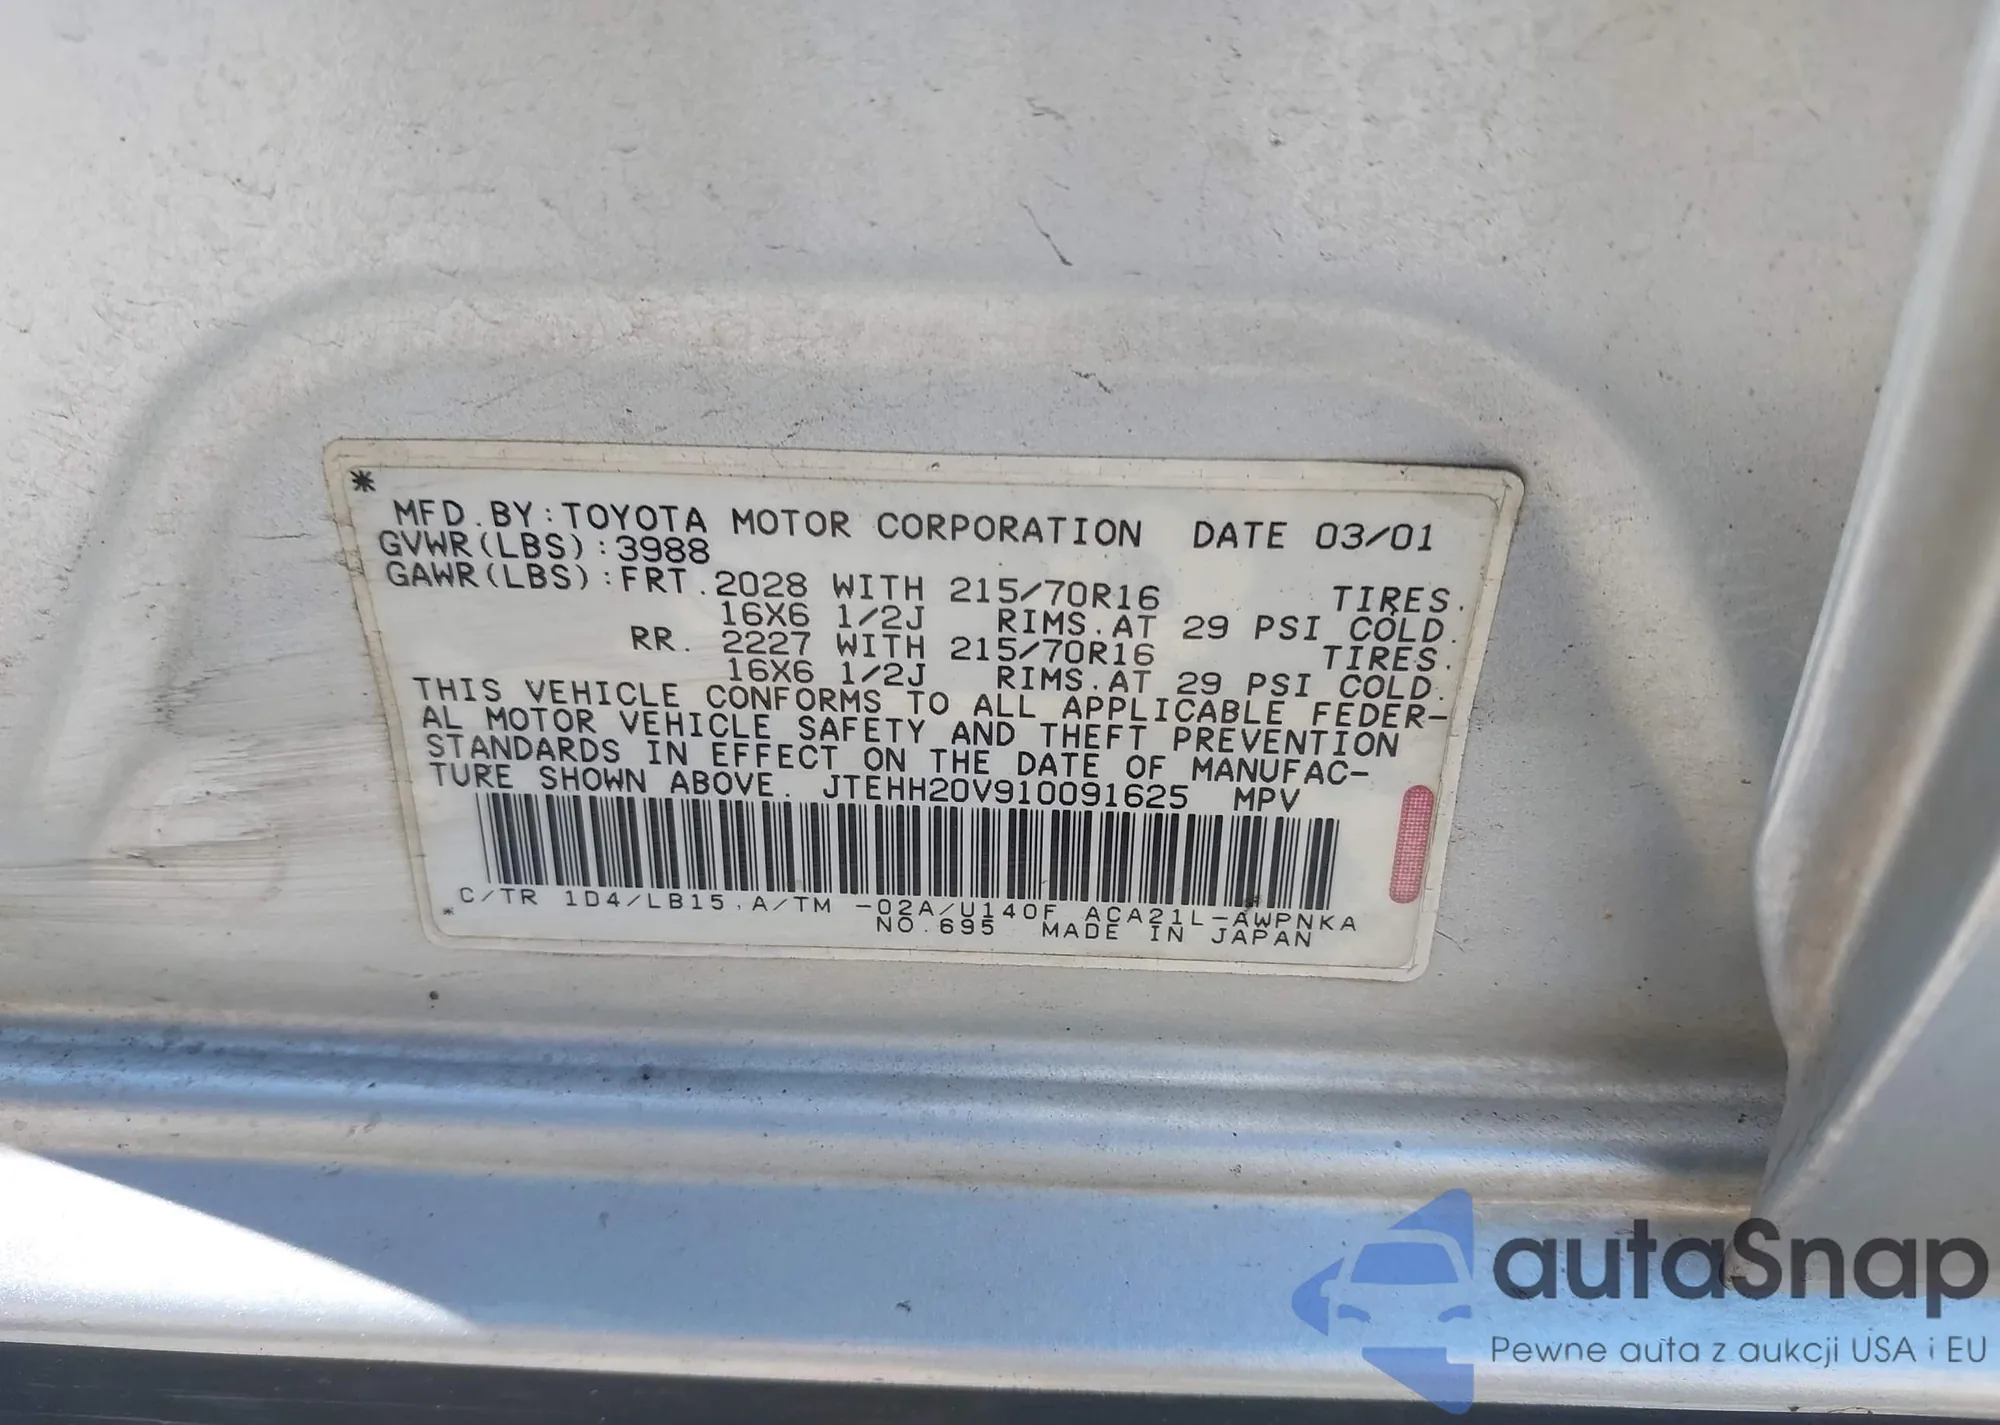 *
MFD.BY:TOYOTA MOTOR CORPORATION DATE 03/01
GVWR(LBS):3988
GAWR(LBS):FRT.2028 WITH 215/70R16 TIRES.
16X6 1/2J RIMS.AT 29 PSI COLD.
RR. 2227 WITH 215/70R16 TIRES.
16X6 1/2J RIMS.AT 29 PSI COLD.
THIS VEHICLE CONFORMS TO ALL APPLICABLE FEDER-
AL MOTOR VEHICLE SAFETY AND THEFT PREVENTION
STANDARDS IN EFFECT ON THE DATE OF MANUFAC-
TURE SHOWN ABOVE. JTEHH20V910091625 MPV
C/TR 1D4/LB15,A/TM -02A/U140F ACA21L-AWPNKA
* NO.695 MADE IN JAPAN
autaSnap
Pewne auta z aukcji USA i EU